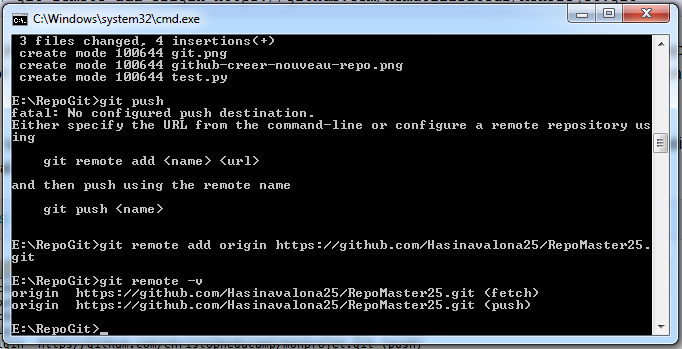 C:\Windows\system32\cmd.exe
3 files changed, 4 insertions(+)
create mode 100644 git.png
create mode 100644 github-creer-nouveau-repo.png
create mode 100644 test.py
E:\RepoGit>git push
fatal: No configured push destination.
Either specify the URL from the command-line or configure a remote repository us
ing
git remote add <name> <url>
and then push using the remote name
git push <name>
E:\RepoGit>git remote add origin https://github.com/Hasinavalona25/RepoMaster25.
git
E:\RepoGit>git remote -v
origin  https://github.com/Hasinavalona25/RepoMaster25.git (fetch)
origin  https://github.com/Hasinavalona25/RepoMaster25.git (push)
E:\RepoGit>_